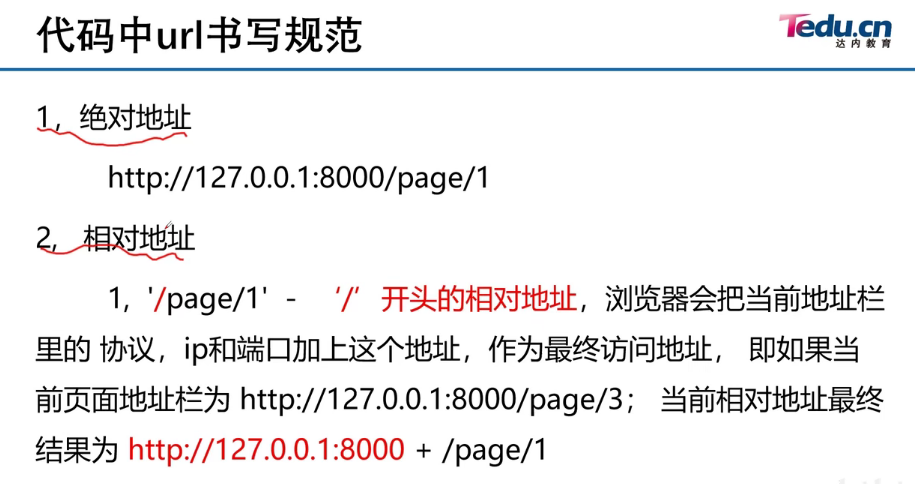 代码中url书写规范
Tedu.cn
达内教育
1，绝对地址
http://127.0.0.1:8000/page/1
2, 相对地址
1, '/page/1' - ‘/’ 开头的相对地址，浏览器会把当前地址栏
里的 协议，ip和端口加上这个地址，作为最终访问地址， 即如果当
前页面地址栏为 http://127.0.0.1:8000/page/3； 当前相对地址最终
结果为 http://127.0.0.1:8000 + /page/1